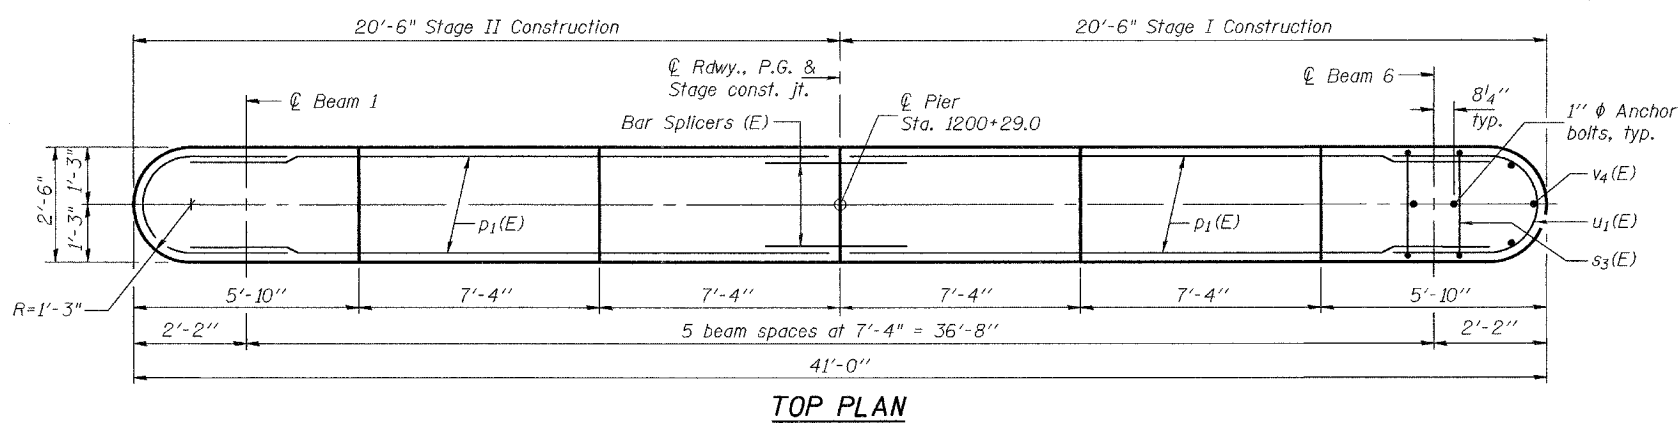 20'-6" Stage II Construction
20'-6" Stage I Construction
℄ Rdwy., P.G. &
Stage const. jt.
℄ Beam 6
℄ Beam 1
8¼"
typ.
℄ Pier
Sta. 1200+29.0
1" ϕ Anchor
bolts, typ.
Bar Splicers (E)
2'-6"
1'-3"
1'-3"
v4(E)
p1(E)
p1(E)
u1(E)
s3(E)
R=1'-3"
5'-10"
7'-4"
7'-4"
7'-4"
7'-4"
5'-10"
2'-2"
5 beam spaces at 7'-4" = 36'-8"
2'-2"
41'-0"
TOP PLAN